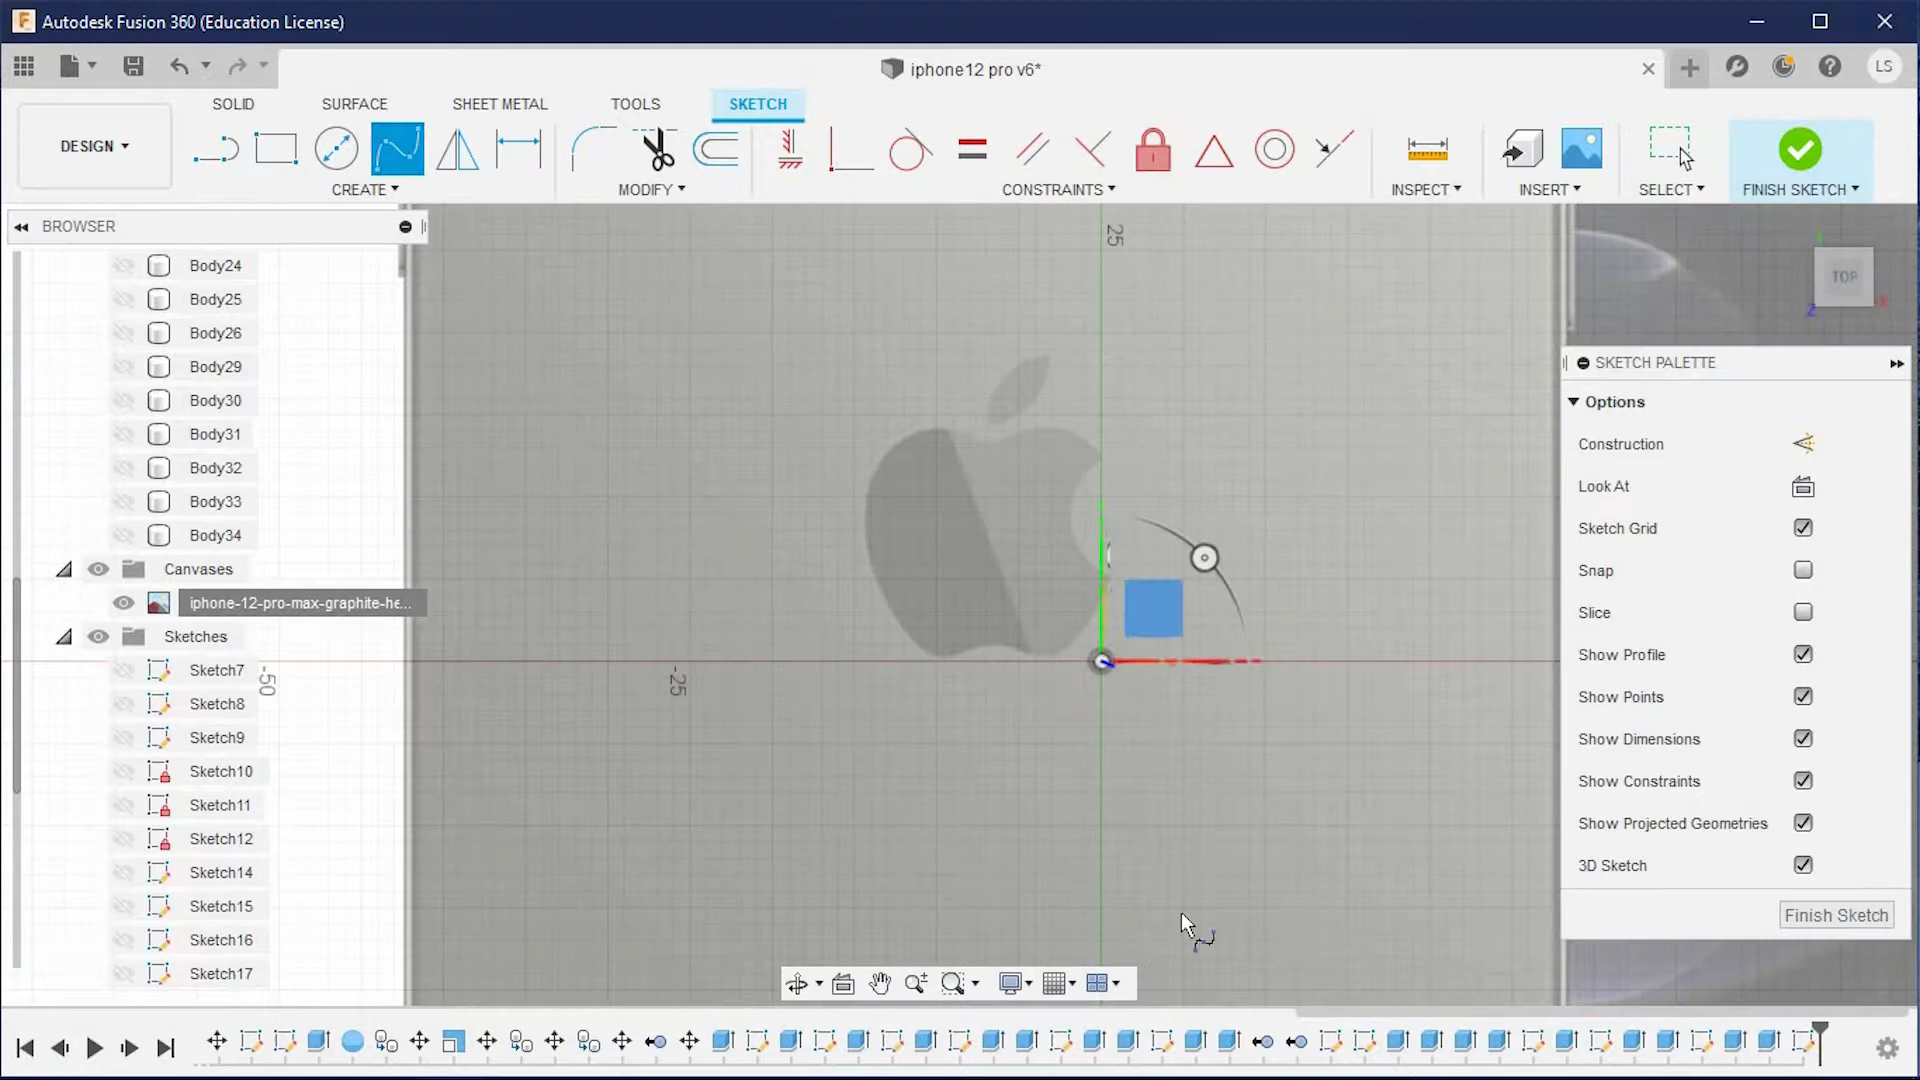 Autodesk Fusion 360 (Education License)
iphone12 pro v6*
LS
SOLID
SURFACE
SHEET METAL
TOOLS
SKETCH
DESIGN
CREATE
MODIFY
CONSTRAINTS
INSPECT
INSERT
SELECT
FINISH SKETCH
BROWSER
Body24
Body25
Body26
Body29
Body30
Body31
Body32
Body33
Body34
Canvases
iphone-12-pro-max-graphite-he...
Sketches
Sketch7
Sketch8
Sketch9
Sketch10
Sketch11
Sketch12
Sketch14
Sketch15
Sketch16
Sketch17
25
-25
-50
TOP
Z
SKETCH PALETTE
Options
Construction
Look At
Sketch Grid
Snap
Slice
Show Profile
Show Points
Show Dimensions
Show Constraints
Show Projected Geometries
3D Sketch
Finish Sketch